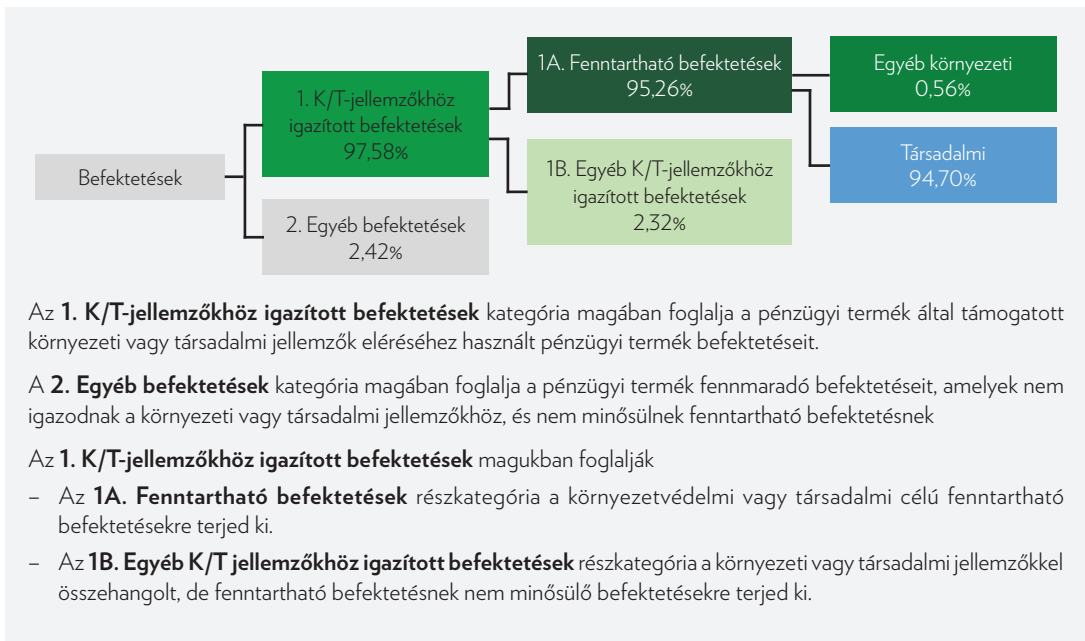 Befektetések
1. K/T-jellemzőkhöz
igazított befektetések
97,58%
2. Egyéb befektetések
2,42%
1A. Fenntartható befektetések
95,26%
1B. Egyéb K/T-jellemzőkhöz
igazított befektetések
2,32%
Egyéb környezeti
0,56%
Társadalmi
94,70%
Az 1. K/T-jellemzőkhöz igazított befektetések kategória magában foglalja a pénzügyi termék által támogatott
környezeti vagy társadalmi jellemzők eléréséhez használt pénzügyi termék befektetéseit.
A 2. Egyéb befektetések kategória magában foglalja a pénzügyi termék fennmaradó befektetéseit, amelyek nem
igazodnak a környezeti vagy társadalmi jellemzőkhöz, és nem minősülnek fenntartható befektetésnek
Az 1. K/T-jellemzőkhöz igazított befektetések magukban foglalják
– Az 1A. Fenntartható befektetések részkategória a környezetvédelmi vagy társadalmi célú fenntartható
befektetésekre terjed ki.
– Az 1B. Egyéb K/T jellemzőkhöz igazított befektetések részkategória a környezeti vagy társadalmi jellemzőkkel
összehangolt, de fenntartható befektetésnek nem minősülő befektetésekre terjed ki.